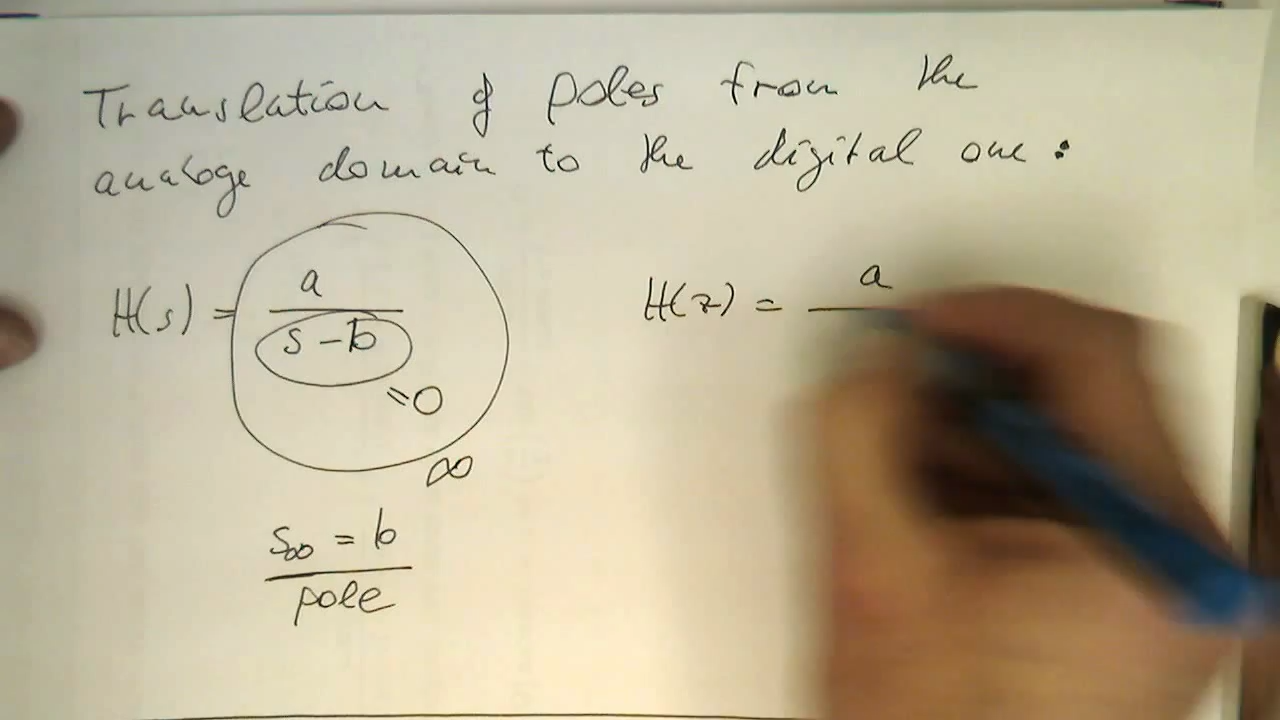 Translation of poles from the
analoge domain to the digital one :
H(s) = a / (s - b)
= 0
∞
s∞ = b
pole
H(z) = a